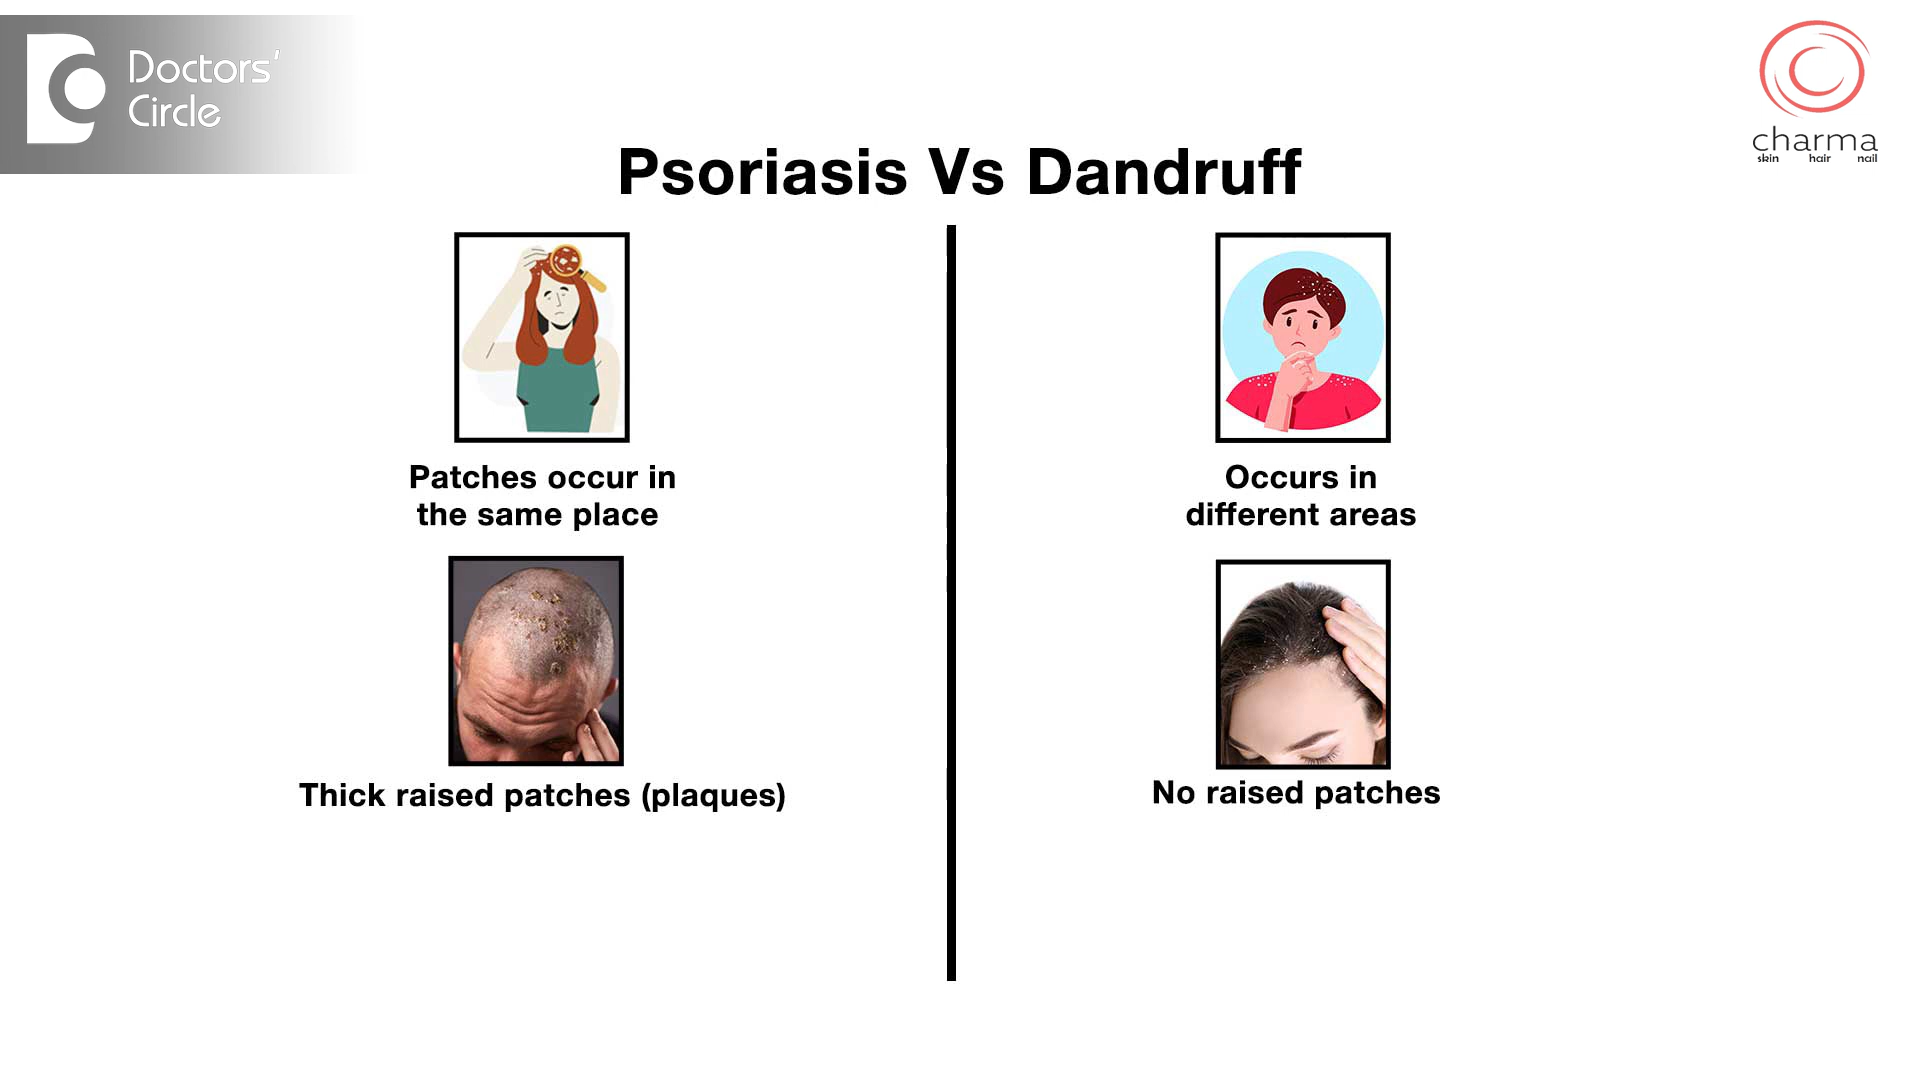 Doctors'
Circle
charma
skin hair nail
Psoriasis Vs Dandruff
Patches occur in
the same place
Occurs in
different areas
Thick raised patches (plaques)
No raised patches